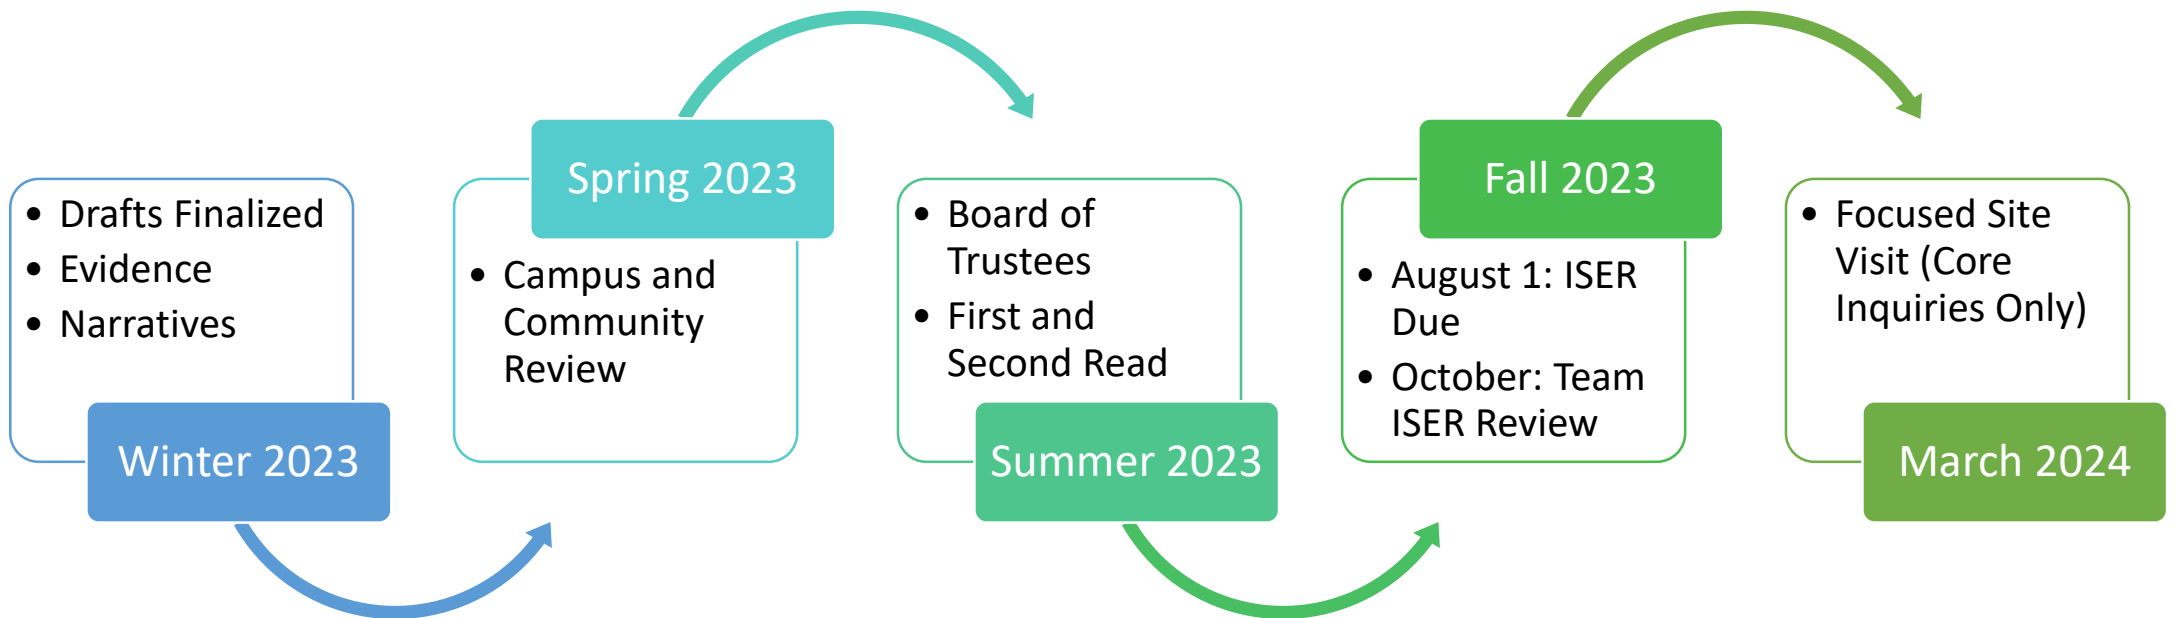 • Drafts Finalized
• Evidence
• Narratives
Winter 2023
Spring 2023
• Campus and
Community
Review
• Board of
Trustees
• First and
Second Read
Summer 2023
Fall 2023
• August 1: ISER
Due
• October: Team
ISER Review
• Focused Site
Visit (Core
Inquiries Only)
March 2024